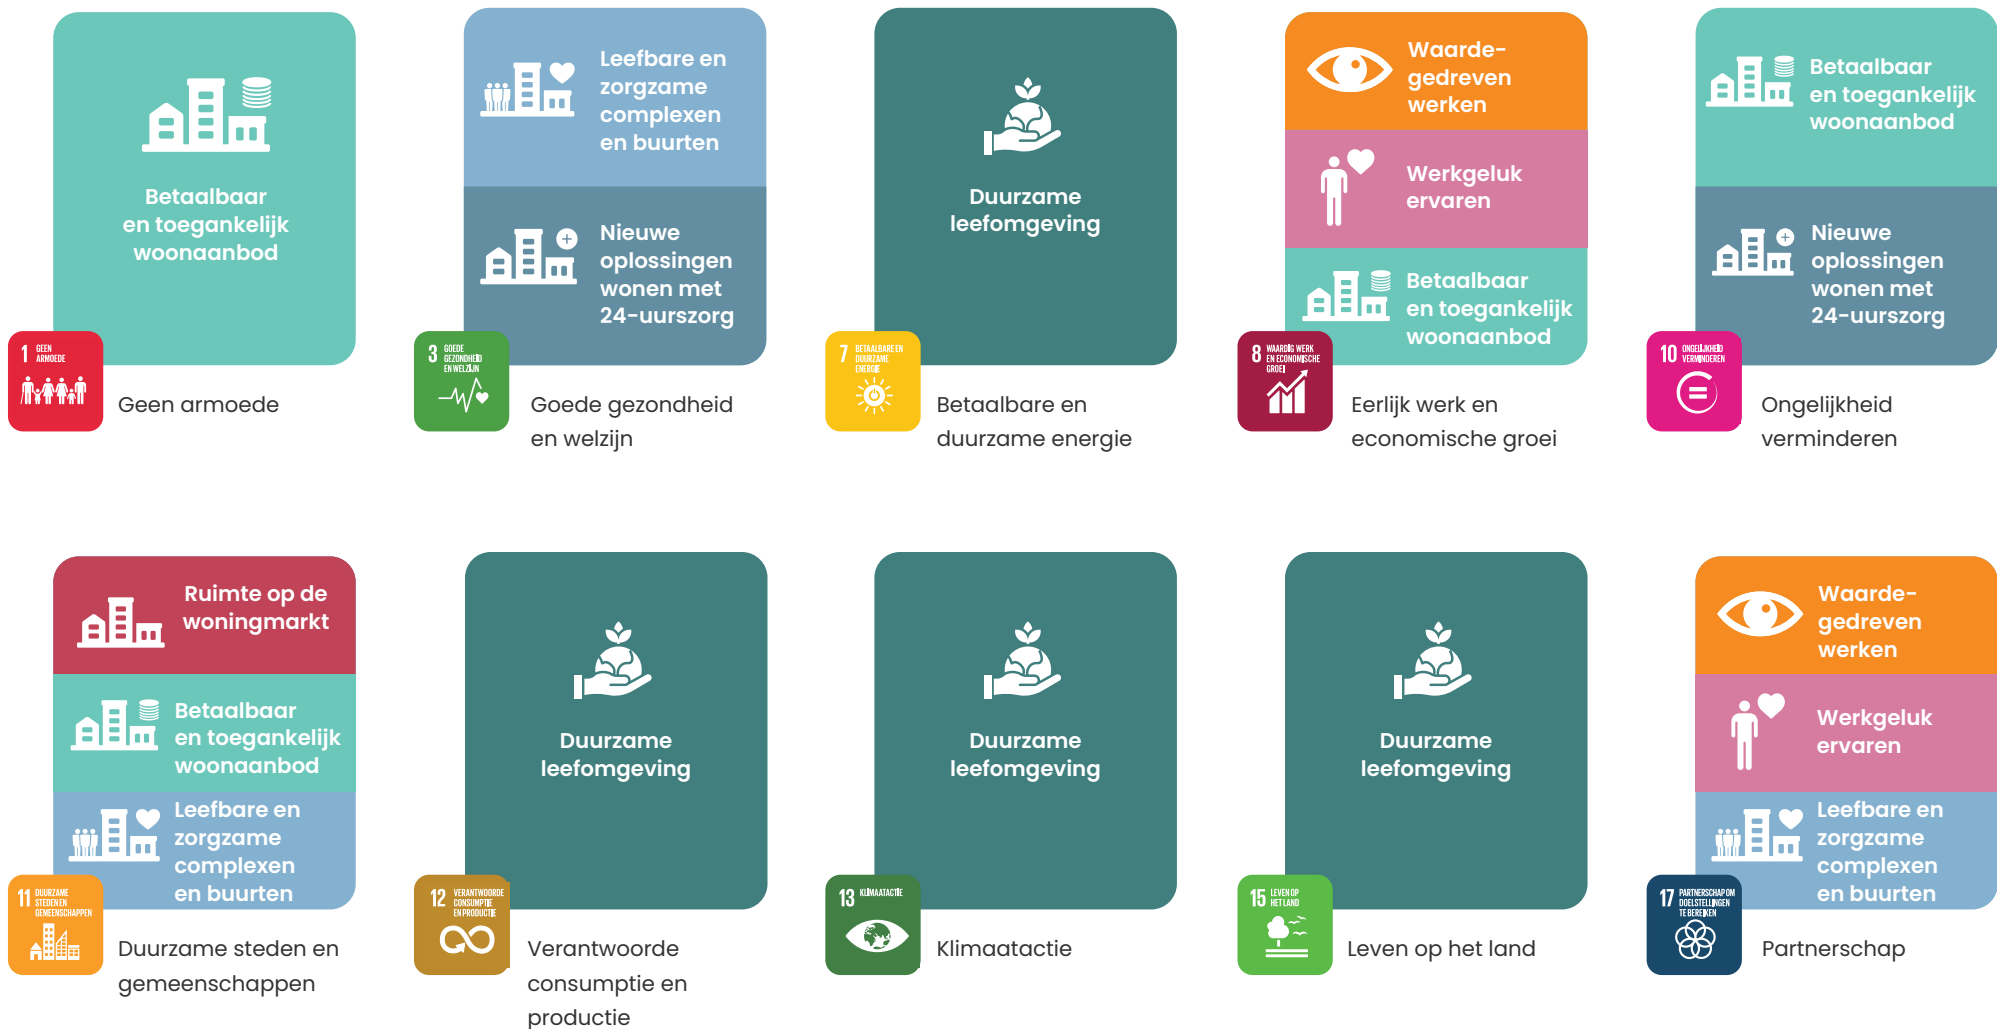 Betaalbaar
en toegankelijk
woonaanbod
1 GEEN
ARMOEDE
Geen armoede
Leefbare en
zorgzame
complexen
en buurten
Nieuwe
oplossingen
wonen met
24-uurszorg
3 GOEDE
GEZONDHEID
EN WELZIJN
Goede gezondheid
en welzijn
Duurzame
leefomgeving
7 BETAALBARE EN
DUURZAME
ENERGIE
Betaalbare en
duurzame energie
Waarde-
gedreven
werken
Werkgeluk
ervaren
Betaalbaar
en toegankelijk
woonaanbod
8 WAARDIG WERK
EN ECONOMISCHE
GROEI
Eerlijk werk en
economische groei
Betaalbaar
en toegankelijk
woonaanbod
Nieuwe
oplossingen
wonen met
24-uurszorg
10 ONGELIJKHEID
VERMINDEREN
Ongelijkheid
verminderen
Ruimte op de
woningmarkt
Betaalbaar
en toegankelijk
woonaanbod
Leefbare en
zorgzame
complexen
en buurten
11 DUURZAME
STEDEN EN
GEMEENSCHAPPEN
Duurzame steden en
gemeenschappen
Duurzame
leefomgeving
12 VERANTWOORDE
CONSUMPTIE
EN PRODUCTIE
Verantwoorde
consumptie en
productie
Duurzame
leefomgeving
13 KLIMAATACTIE
Klimaatactie
Duurzame
leefomgeving
15 LEVEN OP
HET LAND
Leven op het land
Waarde-
gedreven
werken
Werkgeluk
ervaren
Leefbare en
zorgzame
complexen
en buurten
17 PARTNERSCHAP OM
DOELSTELLINGEN
TE BEREIKEN
Partnerschap